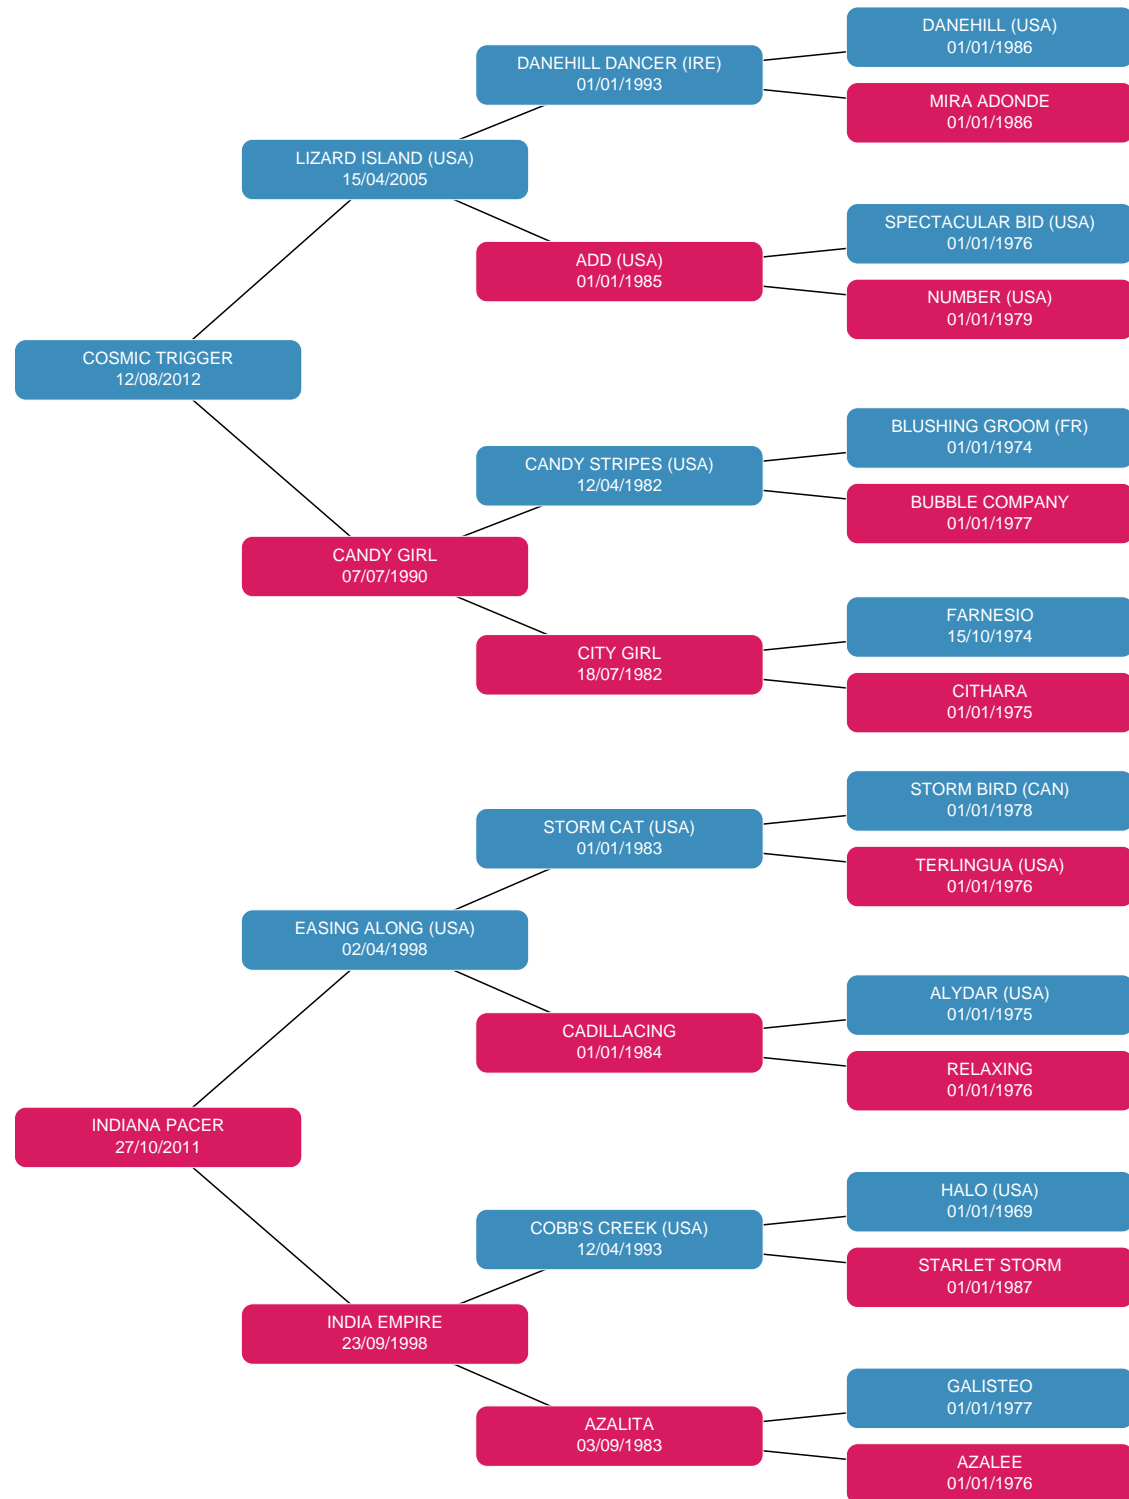 DANEHILL (USA)
01/01/1986
DANEHILL DANCER (IRE)
01/01/1993
MIRA ADONDE
01/01/1986
LIZARD ISLAND (USA)
15/04/2005
SPECTACULAR BID (USA)
01/01/1976
ADD (USA)
01/01/1985
NUMBER (USA)
01/01/1979
COSMIC TRIGGER
12/08/2012
BLUSHING GROOM (FR)
01/01/1974
CANDY STRIPES (USA)
12/04/1982
BUBBLE COMPANY
01/01/1977
CANDY GIRL
07/07/1990
FARNESIO
15/10/1974
CITY GIRL
18/07/1982
CITHARA
01/01/1975
STORM BIRD (CAN)
01/01/1978
STORM CAT (USA)
01/01/1983
TERLINGUA (USA)
01/01/1976
EASING ALONG (USA)
02/04/1998
ALYDAR (USA)
01/01/1975
CADILLACING
01/01/1984
RELAXING
01/01/1976
INDIANA PACER
27/10/2011
HALO (USA)
01/01/1969
COBB'S CREEK (USA)
12/04/1993
STARLET STORM
01/01/1987
INDIA EMPIRE
23/09/1998
GALISTEO
01/01/1977
AZALITA
03/09/1983
AZALEE
01/01/1976